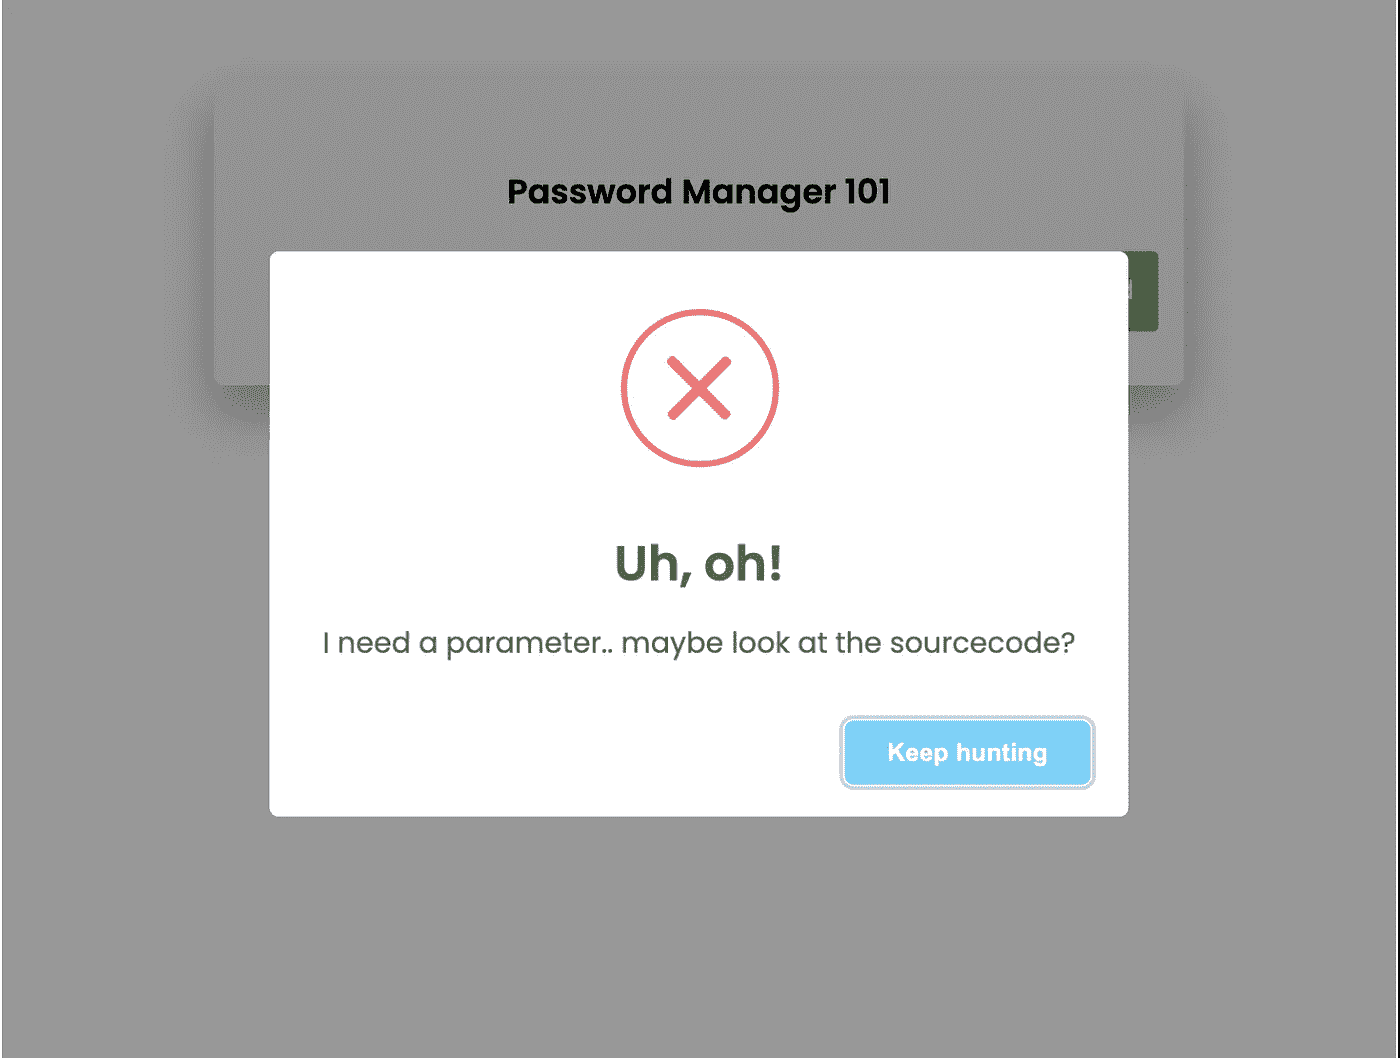 Password Manager 101
Uh, oh!
I need a parameter.. maybe look at the sourcecode?
Keep hunting